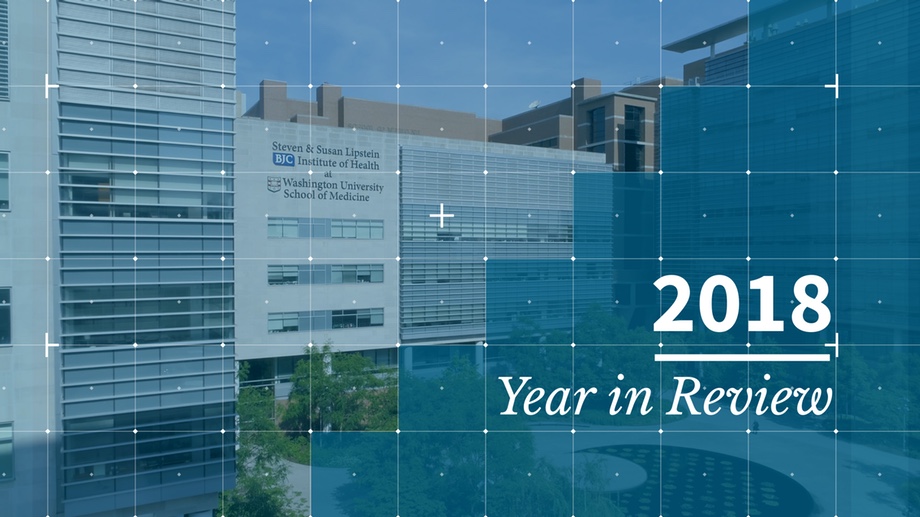 Steven & Susan Lipstein
BJC Institute of Health
at
Washington University
School of Medicine
2018
Year in Review